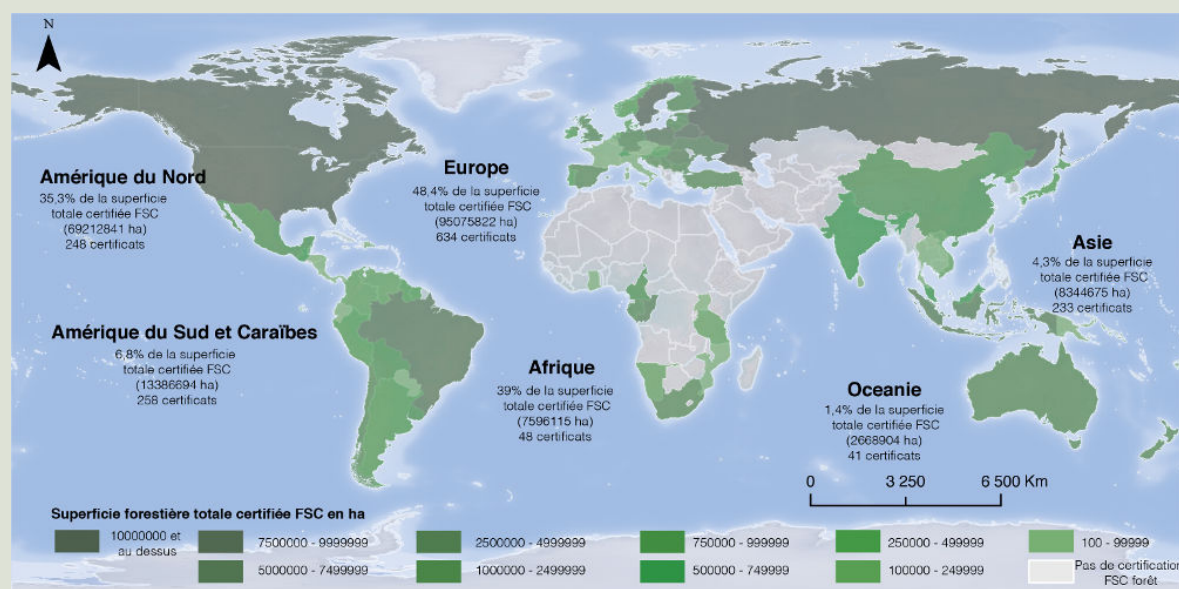 N
Amérique du Nord
35,3% de la superficie
totale certifiée FSC
(69212841 ha)
248 certificats
Europe
48,4% de la superficie
totale certifiée FSC
(95075822 ha)
634 certificats
Asie
4,3% de la superficie
totale certifiée FSC
(8344675 ha)
233 certificats
Amérique du Sud et Caraïbes
6,8% de la superficie
totale certifiée FSC
(13386694 ha)
258 certificats
Afrique
39% de la superficie
totale certifiée FSC
(7596115 ha)
48 certificats
Oceanie
1,4% de la superficie
totale certifiée FSC
(2668904 ha)
41 certificats
0 3 250 6 500 Km
Superficie forestière totale certifiée FSC en ha
10000000 et
au dessus
7500000 - 9999999
2500000 - 4999999
750000 - 999999
250000 - 499999
100 - 99999
5000000 - 7499999
1000000 - 2499999
500000 - 749999
100000 - 249999
Pas de certification
FSC forêt